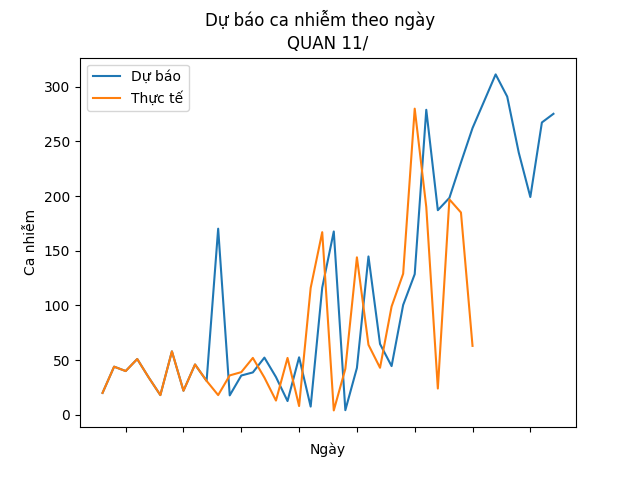 Dự báo ca nhiễm theo ngày
QUAN 11/
Dự báo
Thực tế
300
250
200
150
100
50
0
Ca nhiễm
Ngày